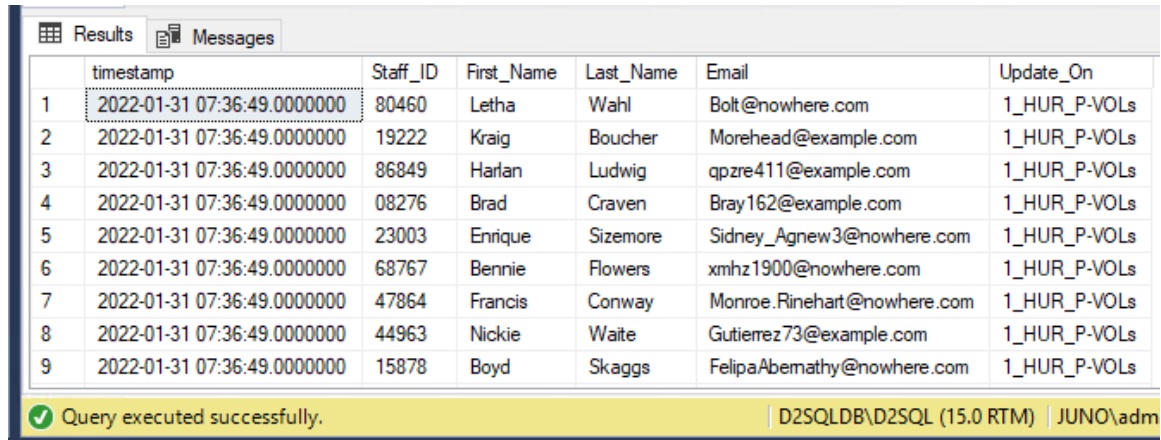 Results Messages
timestamp Staff_ID First_Name Last_Name Email Update_On
1 2022-01-31 07:36:49.0000000 80460 Letha Wahl Bolt@nowhere.com 1_HUR_P-VOLs
2 2022-01-31 07:36:49.0000000 19222 Kraig Boucher Morehead@example.com 1_HUR_P-VOLs
3 2022-01-31 07:36:49.0000000 86849 Harlan Ludwig qpzre411@example.com 1_HUR_P-VOLs
4 2022-01-31 07:36:49.0000000 08276 Brad Craven Bray162@example.com 1_HUR_P-VOLs
5 2022-01-31 07:36:49.0000000 23003 Enrique Sizemore Sidney_Agnew3@nowhere.com 1_HUR_P-VOLs
6 2022-01-31 07:36:49.0000000 68767 Bennie Flowers xmhz1900@nowhere.com 1_HUR_P-VOLs
7 2022-01-31 07:36:49.0000000 47864 Francis Conway Monroe.Rinehart@nowhere.com 1_HUR_P-VOLs
8 2022-01-31 07:36:49.0000000 44963 Nickie Waite Gutierrez73@example.com 1_HUR_P-VOLs
9 2022-01-31 07:36:49.0000000 15878 Boyd Skaggs FelipaAbernathy@nowhere.com 1_HUR_P-VOLs
Query executed successfully. D2SQLDB\D2SQL (15.0 RTM) JUNO\adm